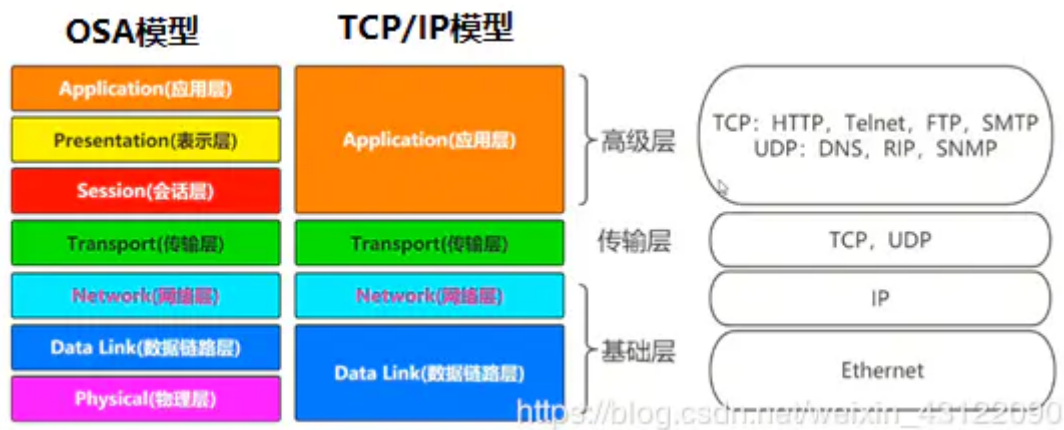 OSA模型
TCP/IP模型
Application(应用层)
Presentation(表示层)
Session(会话层)
Transport(传输层)
Network(网络层)
Data Link(数据链路层)
Physical(物理层)
Application(应用层)
Transport(传输层)
Network(网络层)
Data Link(数据链路层)
高级层
传输层
基础层
TCP: HTTP, Telnet, FTP, SMTP
UDP: DNS, RIP, SNMP
TCP, UDP
IP
Ethernet
https://blog.csdn.net/weixin_43122090